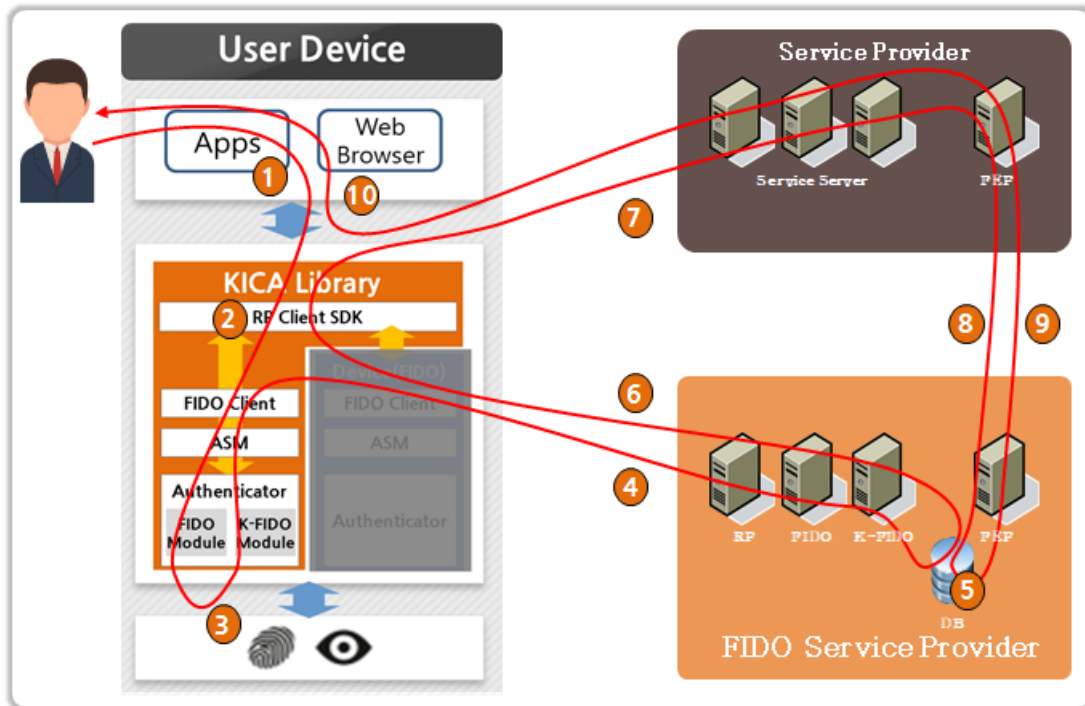 User Device
Apps
Web
Browser
1
10
KICA Library
2
RP Client SDK
FIDO Client
ASM
Authenticator
FIDO
Module
K-FIDO
Module
Device(FIDO)
FIDO Client
ASM
Authenticator
3
Service Provider
Service Server
PKP
7
8
9
6
4
RP
FIDO
K-FIDO
PKP
5
DB
FIDO Service Provider